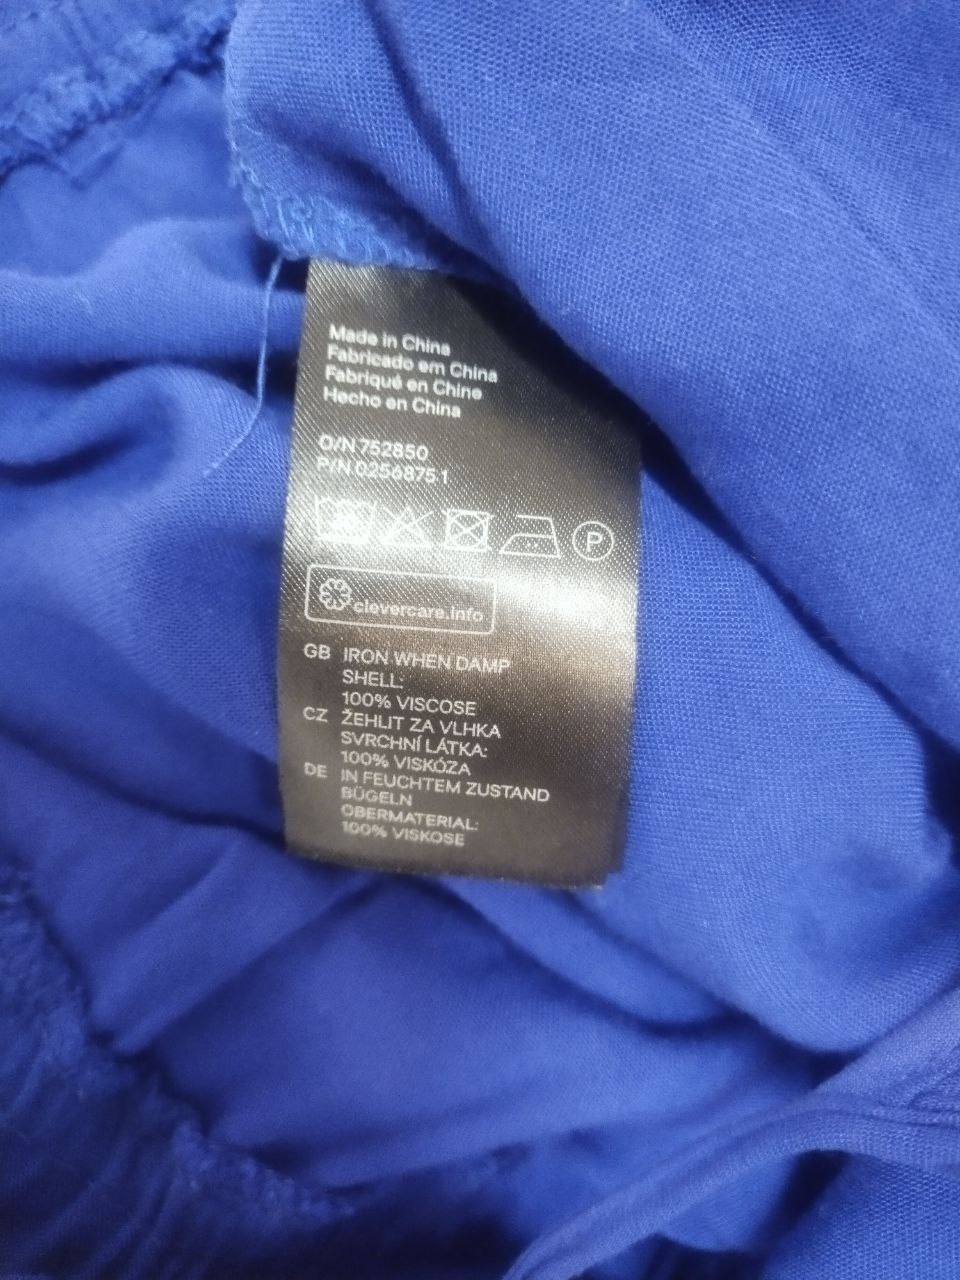 Made in China
Fabricado em China
Fabriqué en Chine
Hecho en China
O/N 752850
P/N 0256875 1
P
clevercare.info
GB IRON WHEN DAMP
SHELL:
100% VISCOSE
CZ ŽEHLIT ZA VLHKA
SVRCHNÍ LÁTKA:
100% VISKÓZA
DE IN FEUCHTEM ZUSTAND
BÜGELN
OBERMATERIAL:
100% VISKOSE